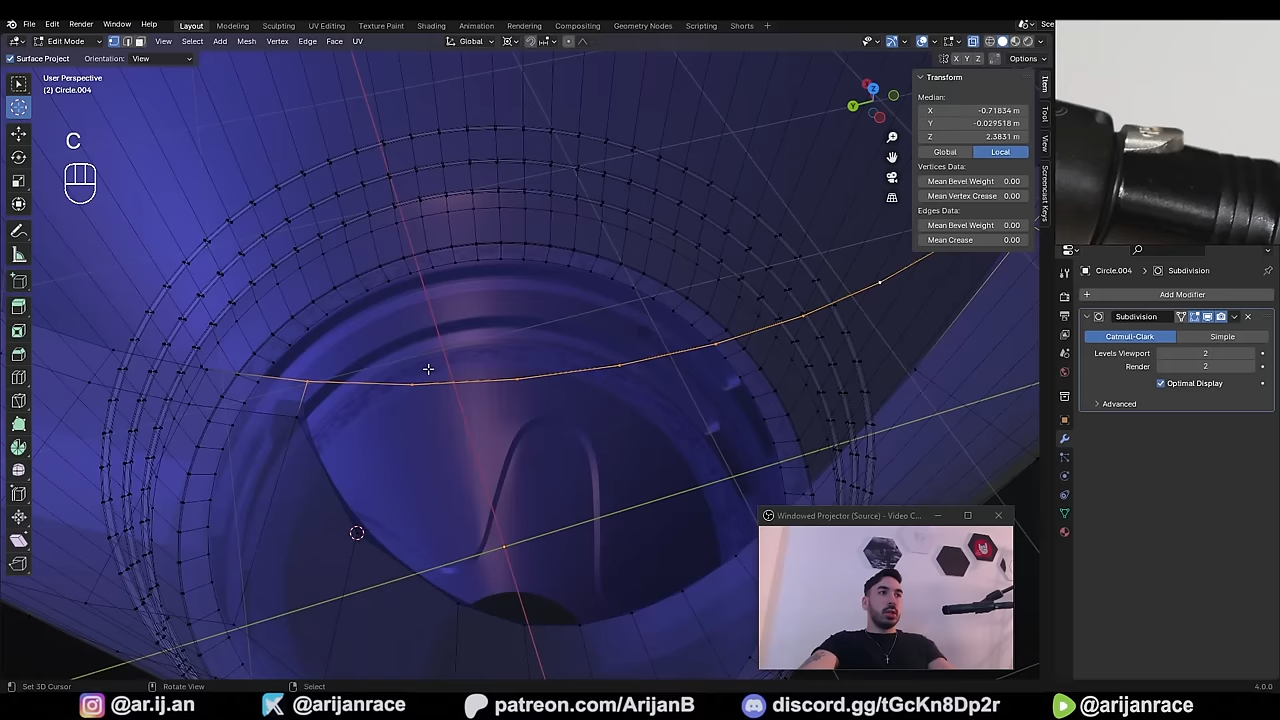 File Edit Render Window Help Layout Modeling Sculpting UV Editing Texture Paint Shading Animation Rendering Compositing Geometry Nodes Scripting Shorts + Sce
Edit Mode View Select Add Mesh Vertex Edge Face UV Global
Surface Project Orientation: View X Y Z Options
User Perspective
(2) Circle.004
C
Transform
Median:
X -0.71834 m
Y -0.029518 m
Z 2.3831 m
Global Local
Vertices Data:
Mean Bevel Weight 0.00
Mean Vertex Crease 0.00
Edges Data:
Mean Bevel Weight 0.00
Mean Crease 0.00
Item
Tool
View
Screencast Keys
Z
Y
Circle.004 > Subdivision
+ Add Modifier
Subdivision
Catmull-Clark Simple
Levels Viewport 2
Render 2
Optimal Display
Advanced
Windowed Projector (Source) - Video C...
Set 3D Cursor Rotate View Select 4.0.0
@ar.ij.an @arijanrace patreon.com/ArijanB discord.gg/tGcKn8Dp2r @arijanrace